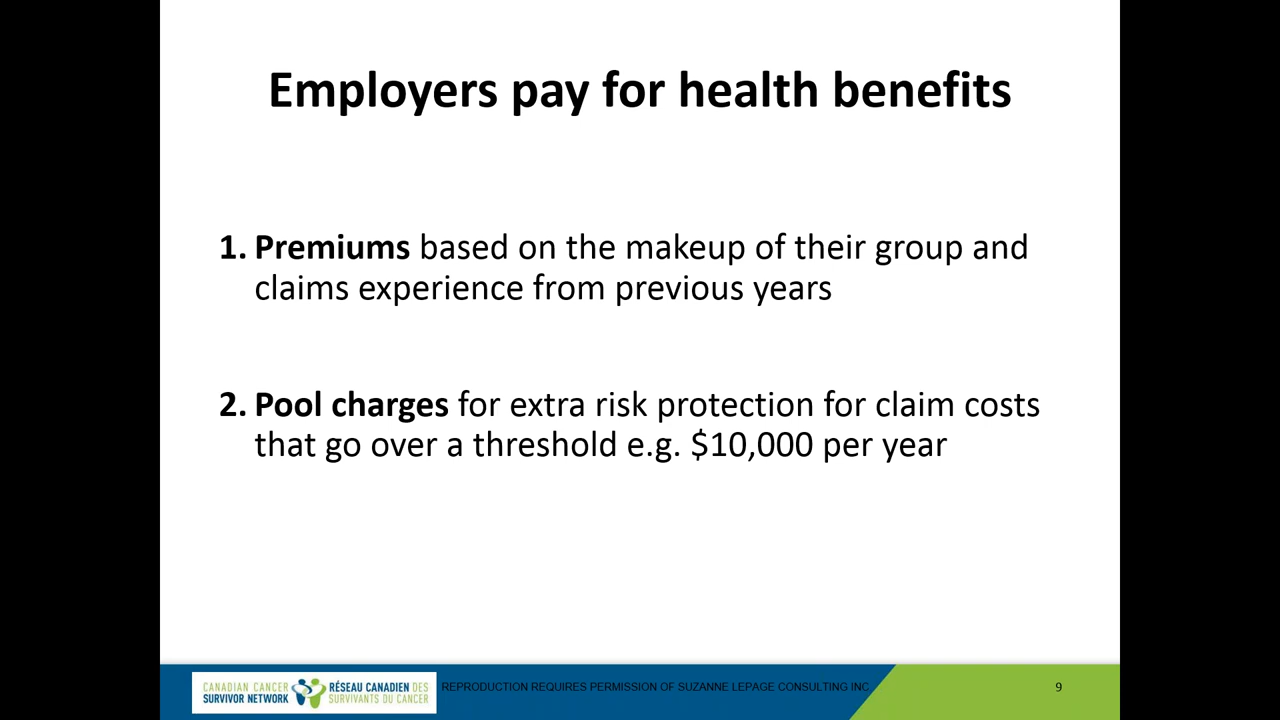 Employers pay for health benefits
1. Premiums based on the makeup of their group and
claims experience from previous years
2. Pool charges for extra risk protection for claim costs
that go over a threshold e.g. $10,000 per year
CANADIAN CANCER
SURVIVOR NETWORK
RÉSEAU CANADIEN DES
SURVIVANTS DU CANCER
REPRODUCTION REQUIRES PERMISSION OF SUZANNE LEPAGE CONSULTING INC.
9